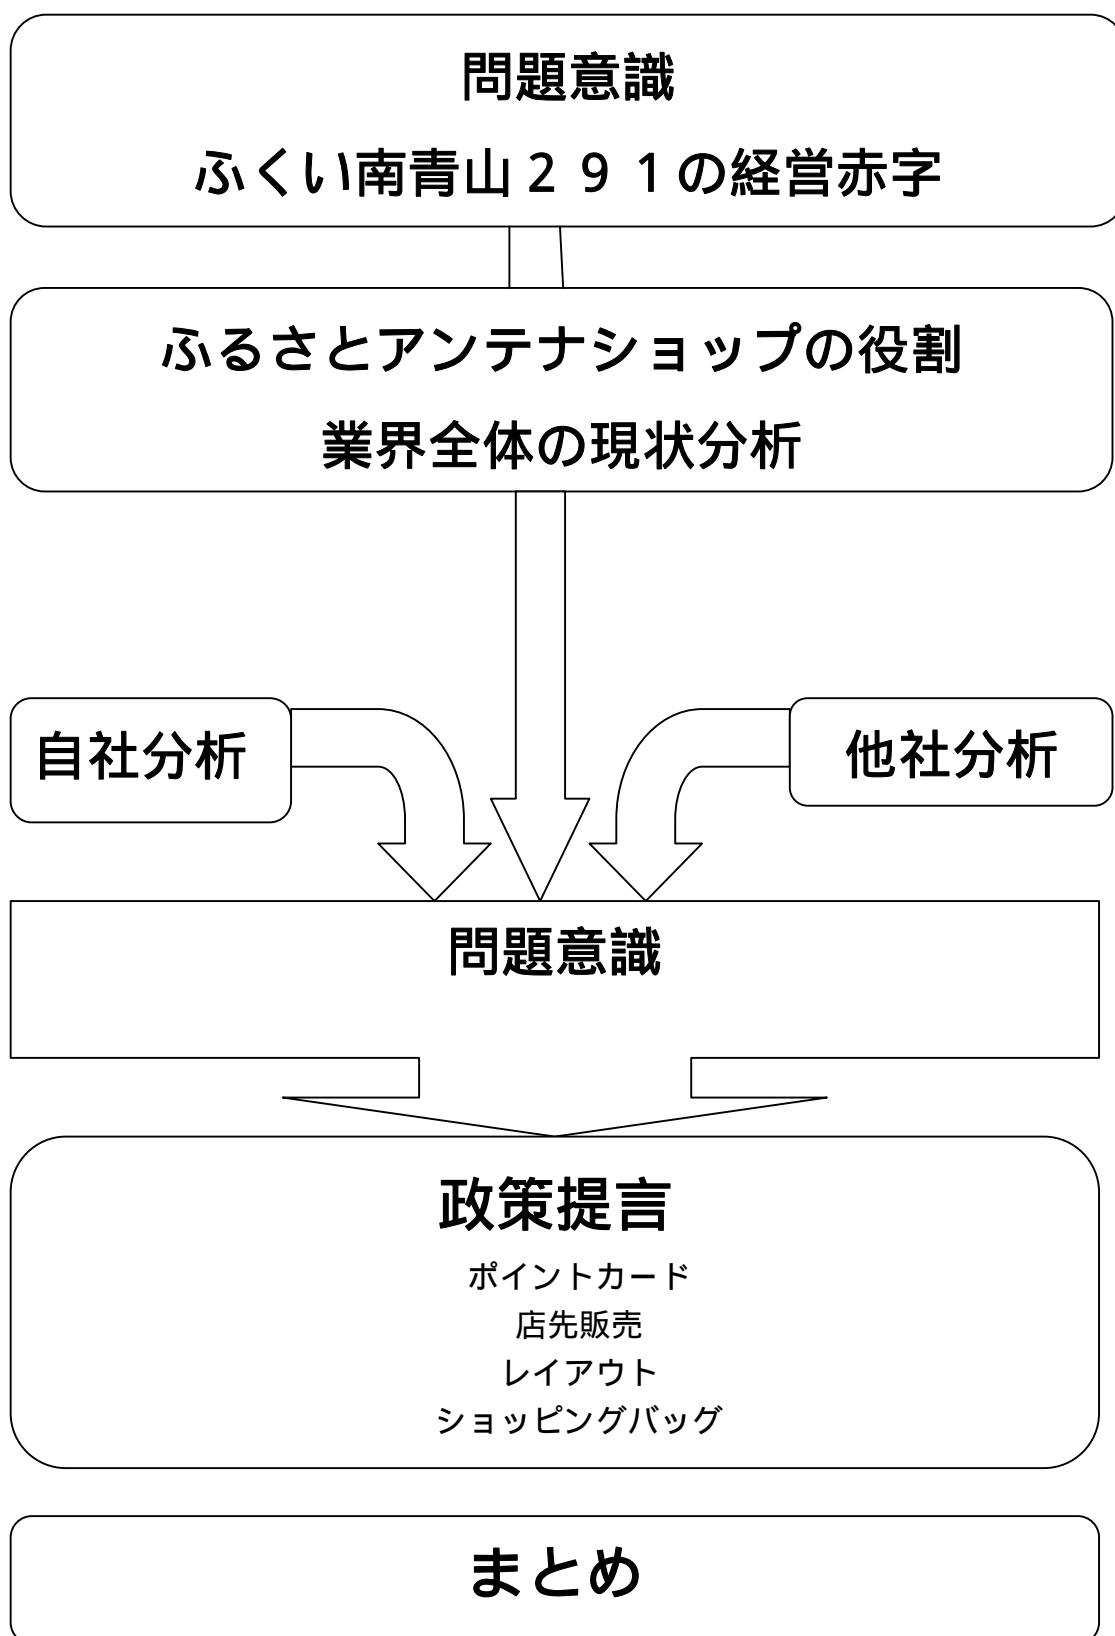 問題意識
ふくい南青山２９１の経営赤字
ふるさとアンテナショップの役割
業界全体の現状分析
自社分析
他社分析
問題意識
政策提言
ポイントカード
店先販売
レイアウト
ショッピングバッグ
まとめ